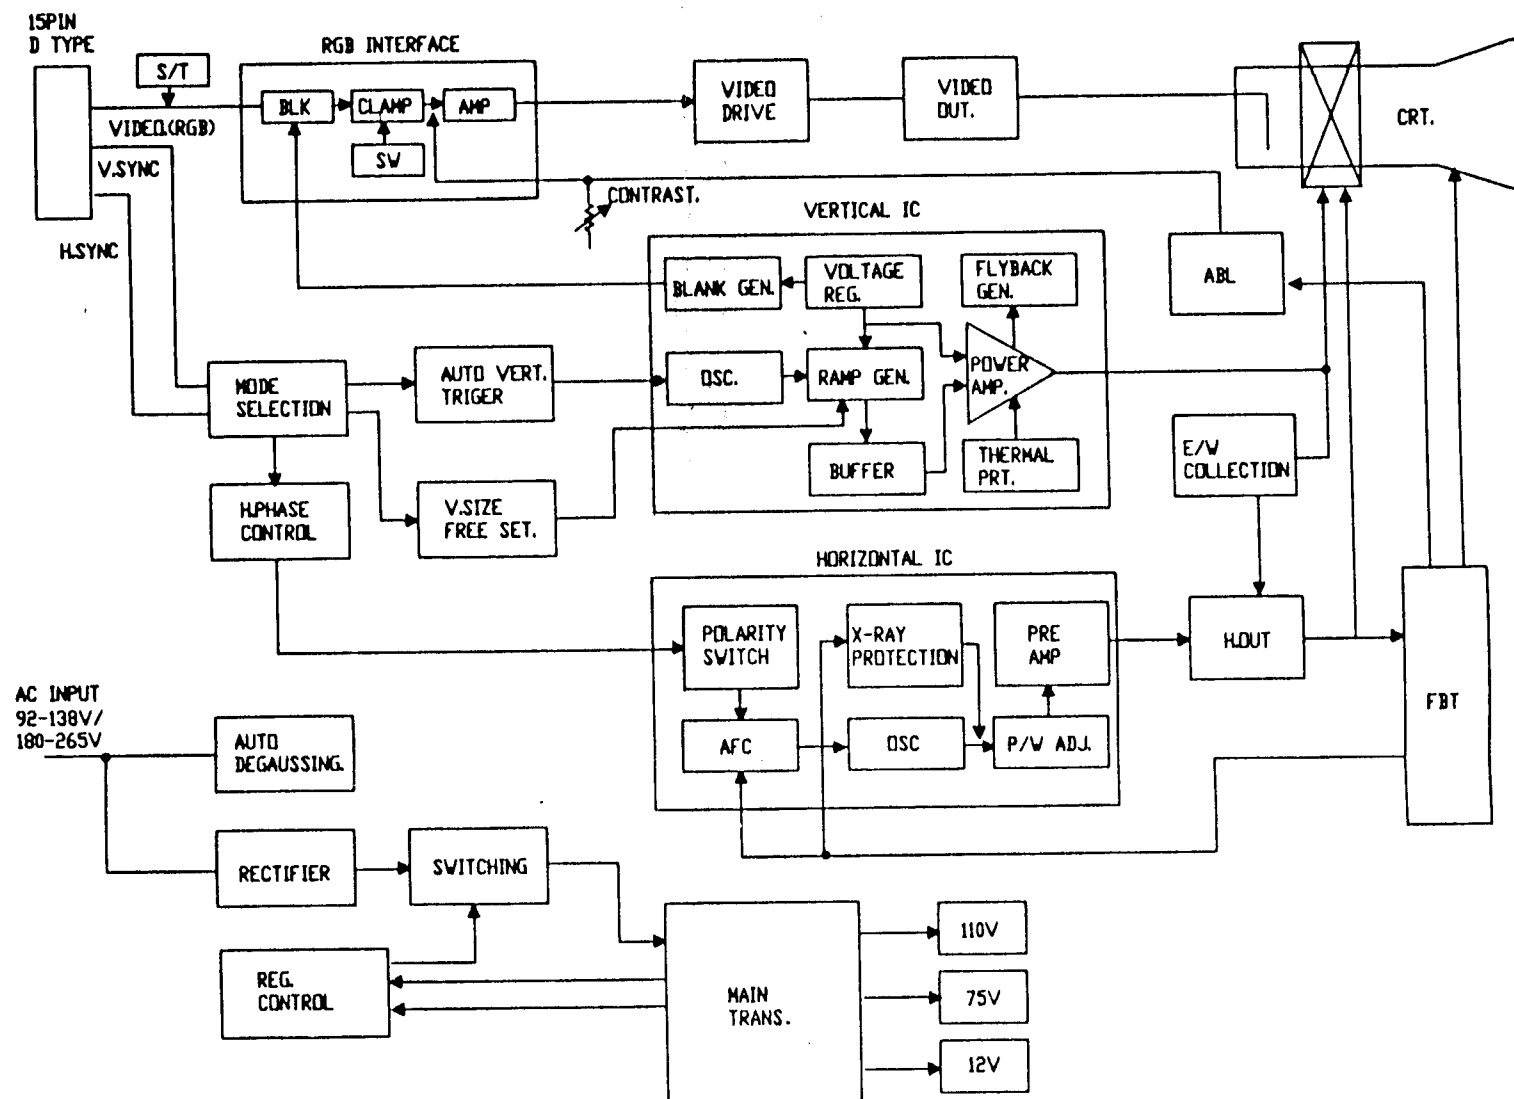 15PIN
D TYPE
S/T
RGB INTERFACE
BLK
CLAMP
AMP
SW
VIDEO.(RGB)
V.SYNC
H.SYNC
VIDEO
DRIVE
VIDEO
OUT.
CRT.
CONTRAST.
VERTICAL IC
BLANK GEN.
VOLTAGE
REG.
FLYBACK
GEN.
ABL
MODE
SELECTION
AUTO VERT.
TRIGER
OSC.
RAMP GEN.
POWER
AMP.
BUFFER
THERMAL
PRT.
E/W
COLLECTION
H.PHASE
CONTROL
V.SIZE
FREE SET.
HORIZONTAL IC
POLARITY
SWITCH
X-RAY
PROTECTION
PRE
AMP
H.OUT
FBT
AFC
OSC
P/W ADJ.
AC INPUT
92-138V/
180-265V
AUTO
DEGAUSSING.
RECTIFIER
SWITCHING
REG.
CONTROL
MAIN
TRANS.
110V
75V
12V